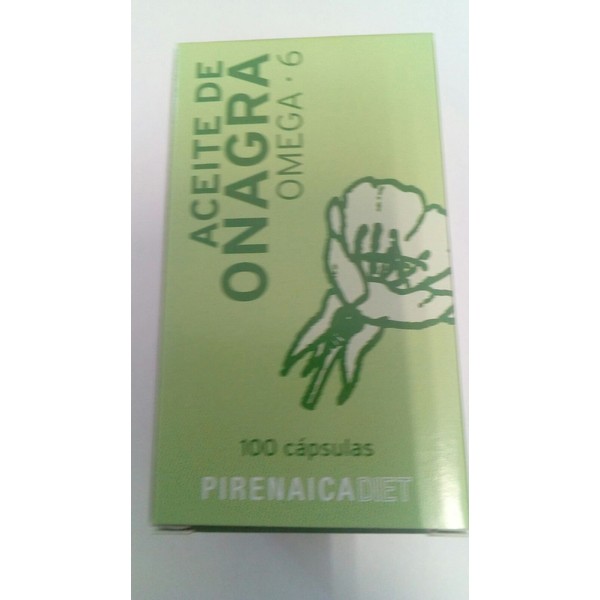 ACEITE DE
ONAGRA
OMEGA · 6
100 cápsulas
PIRENAICADIET